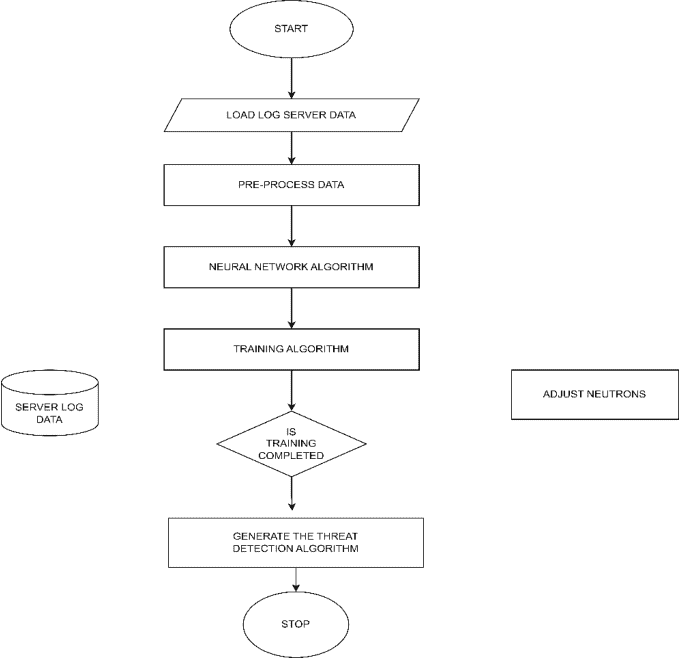 START
LOAD LOG SERVER DATA
PRE-PROCESS DATA
NEURAL NETWORK ALGORITHM
TRAINING ALGORITHM
SERVER LOG
DATA
ADJUST NEUTRONS
IS
TRAINING
COMPLETED
GENERATE THE THREAT
DETECTION ALGORITHM
STOP